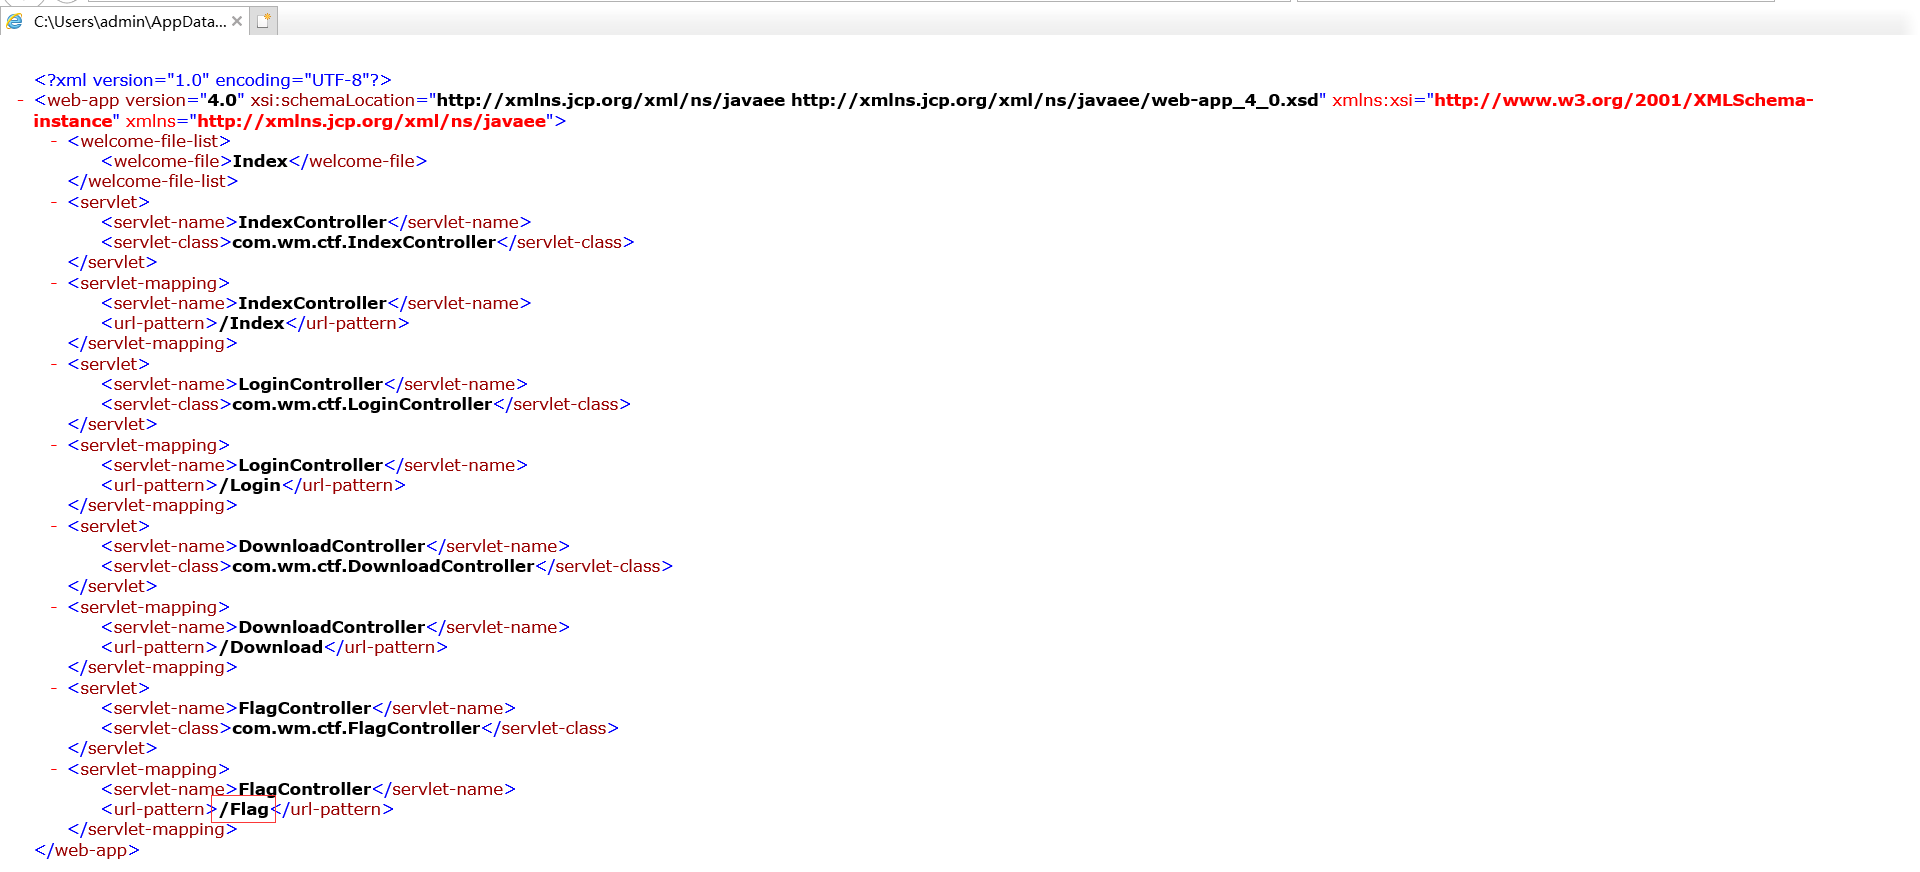 C:\Users\admin\AppData...
<?xml version="1.0" encoding="UTF-8"?>
- <web-app version="4.0" xsi:schemaLocation="http://xmlns.jcp.org/xml/ns/javaee http://xmlns.jcp.org/xml/ns/javaee/web-app_4_0.xsd" xmlns:xsi="http://www.w3.org/2001/XMLSchema-
instance" xmlns="http://xmlns.jcp.org/xml/ns/javaee">
- <welcome-file-list>
<welcome-file>Index</welcome-file>
</welcome-file-list>
- <servlet>
<servlet-name>IndexController</servlet-name>
<servlet-class>com.wm.ctf.IndexController</servlet-class>
</servlet>
- <servlet-mapping>
<servlet-name>IndexController</servlet-name>
<url-pattern>/Index</url-pattern>
</servlet-mapping>
- <servlet>
<servlet-name>LoginController</servlet-name>
<servlet-class>com.wm.ctf.LoginController</servlet-class>
</servlet>
- <servlet-mapping>
<servlet-name>LoginController</servlet-name>
<url-pattern>/Login</url-pattern>
</servlet-mapping>
- <servlet>
<servlet-name>DownloadController</servlet-name>
<servlet-class>com.wm.ctf.DownloadController</servlet-class>
</servlet>
- <servlet-mapping>
<servlet-name>DownloadController</servlet-name>
<url-pattern>/Download</url-pattern>
</servlet-mapping>
- <servlet>
<servlet-name>FlagController</servlet-name>
<servlet-class>com.wm.ctf.FlagController</servlet-class>
</servlet>
- <servlet-mapping>
<servlet-name>FlagController</servlet-name>
<url-pattern>/Flag</url-pattern>
</servlet-mapping>
</web-app>